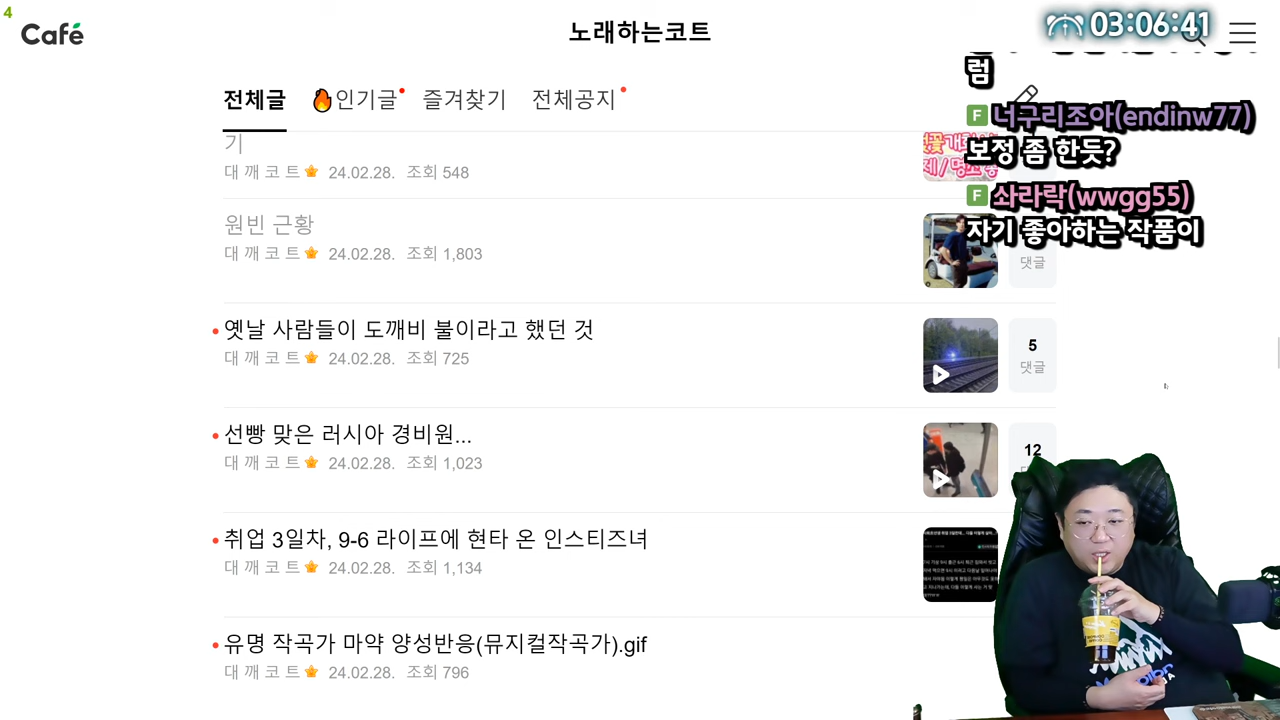 4
Café
노래하는코트
03:06:41
전체글
인기글
즐겨찾기
전체공지
럼
F 너구리조아(endinw77)
보정 좀 한듯?
F 솨라락(wwgg55)
자기 좋아하는 작품이
기
대 깨 코 트 24.02.28. 조회 548
원빈 근황
대 깨 코 트 24.02.28. 조회 1,803
댓글
옛날 사람들이 도깨비 불이라고 했던 것
대 깨 코 트 24.02.28. 조회 725
5
댓글
선빵 맞은 러시아 경비원...
대 깨 코 트 24.02.28. 조회 1,023
12
취업 3일차, 9-6 라이프에 현타 온 인스티즈녀
대 깨 코 트 24.02.28. 조회 1,134
유명 작곡가 마약 양성반응(뮤지컬작곡가).gif
대 깨 코 트 24.02.28. 조회 796